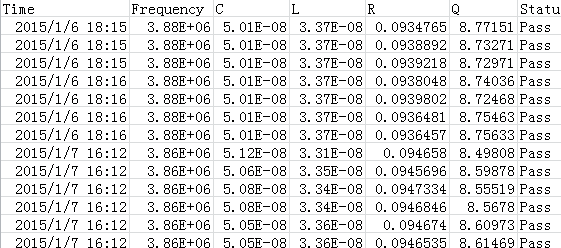 Time Frequency C L R Q Statu
2015/1/6 18:15 3.88E+06 5.01E-08 3.37E-08 0.0934765 8.77151 Pass
2015/1/6 18:15 3.88E+06 5.01E-08 3.37E-08 0.0938892 8.73271 Pass
2015/1/6 18:15 3.88E+06 5.01E-08 3.37E-08 0.0939218 8.72971 Pass
2015/1/6 18:16 3.88E+06 5.01E-08 3.37E-08 0.0938048 8.74036 Pass
2015/1/6 18:16 3.88E+06 5.01E-08 3.37E-08 0.0939802 8.72468 Pass
2015/1/6 18:16 3.88E+06 5.01E-08 3.37E-08 0.0936481 8.75463 Pass
2015/1/6 18:16 3.88E+06 5.01E-08 3.37E-08 0.0936457 8.75633 Pass
2015/1/7 16:12 3.86E+06 5.12E-08 3.31E-08 0.094658 8.49808 Pass
2015/1/7 16:12 3.86E+06 5.06E-08 3.35E-08 0.0945696 8.59878 Pass
2015/1/7 16:12 3.86E+06 5.08E-08 3.34E-08 0.0947334 8.55519 Pass
2015/1/7 16:12 3.86E+06 5.08E-08 3.34E-08 0.0946846 8.5678 Pass
2015/1/7 16:12 3.86E+06 5.05E-08 3.36E-08 0.094674 8.60973 Pass
2015/1/7 16:12 3.86E+06 5.05E-08 3.36E-08 0.0946535 8.61469 Pass